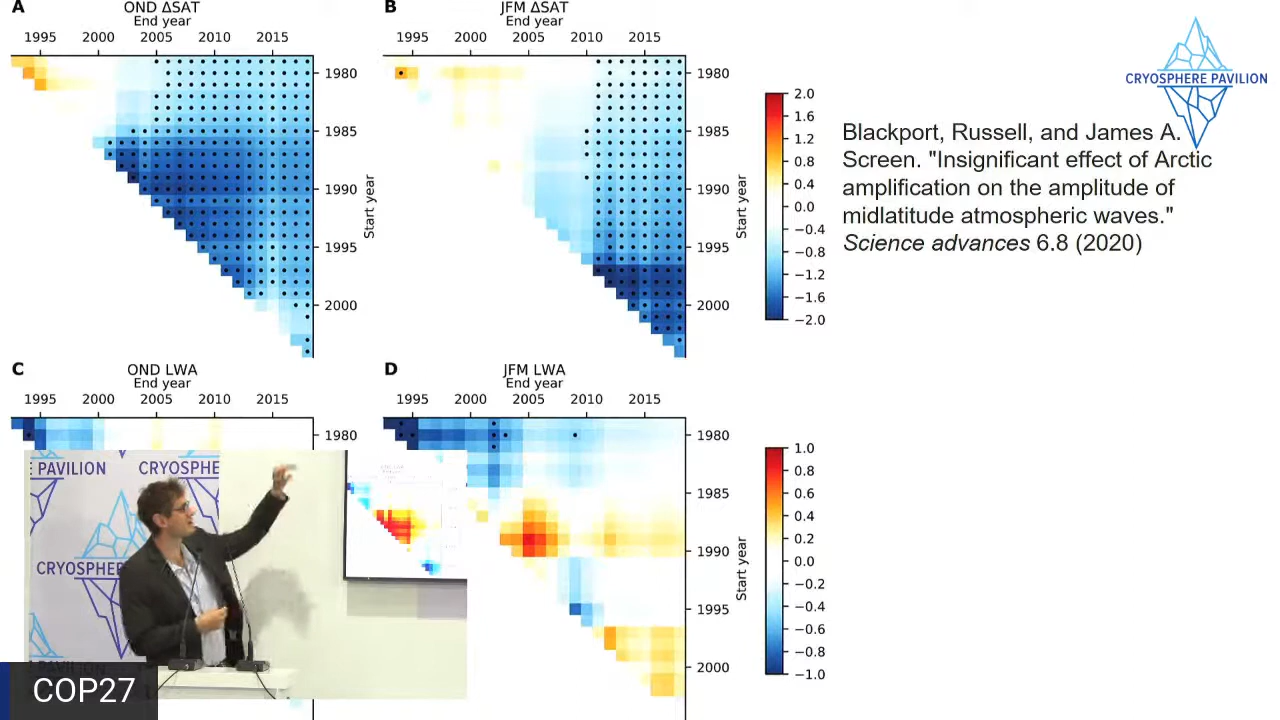 A
OND ΔSAT
End year
1995 2000 2005 2010 2015
1980
1985
1990
1995
2000
Start year
B
JFM ΔSAT
End year
1995 2000 2005 2010 2015
1980
1985
1990
1995
2000
Start year
2.0
1.6
1.2
0.8
0.4
0.0
−0.4
−0.8
−1.2
−1.6
−2.0
CRYOSPHERE PAVILION
Blackport, Russell, and James A.
Screen. "Insignificant effect of Arctic
amplification on the amplitude of
midlatitude atmospheric waves."
Science advances 6.8 (2020)
C
OND LWA
End year
1995 2000 2005 2010 2015
1980
D
JFM LWA
End year
1995 2000 2005 2010 2015
1980
1985
1990
1995
2000
Start year
1.0
0.8
0.6
0.4
0.2
0.0
−0.2
−0.4
−0.6
−0.8
−1.0
E PAVILION
CRYOSPHE
CRYOSPHE
PAVILION
COP27